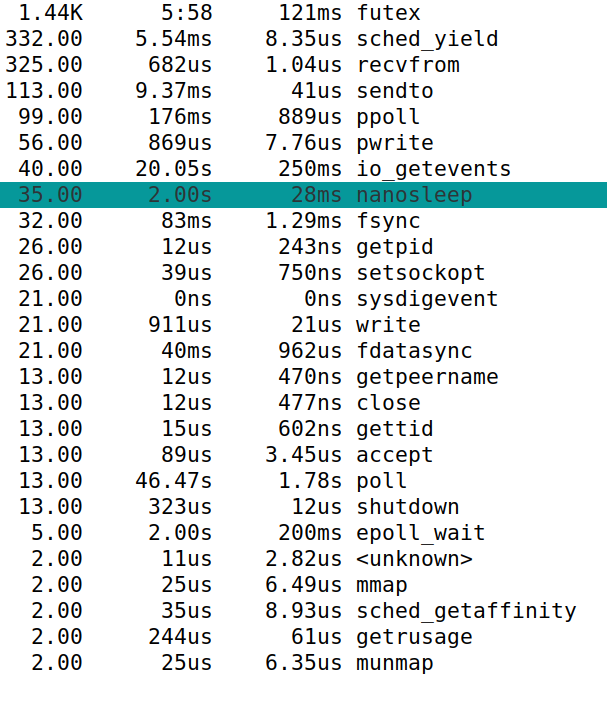 1.44K 5:58 121ms futex
332.00 5.54ms 8.35us sched_yield
325.00 682us 1.04us recvfrom
113.00 9.37ms 41us sendto
99.00 176ms 889us ppoll
56.00 869us 7.76us pwrite
40.00 20.05s 250ms io_getevents
35.00 2.00s 28ms nanosleep
32.00 83ms 1.29ms fsync
26.00 12us 243ns getpid
26.00 39us 750ns setsockopt
21.00 0ns 0ns sysdigevent
21.00 911us 21us write
21.00 40ms 962us fdatasync
13.00 12us 470ns getpeername
13.00 12us 477ns close
13.00 15us 602ns gettid
13.00 89us 3.45us accept
13.00 46.47s 1.78s poll
13.00 323us 12us shutdown
5.00 2.00s 200ms epoll_wait
2.00 11us 2.82us <unknown>
2.00 25us 6.49us mmap
2.00 35us 8.93us sched_getaffinity
2.00 244us 61us getrusage
2.00 25us 6.35us munmap